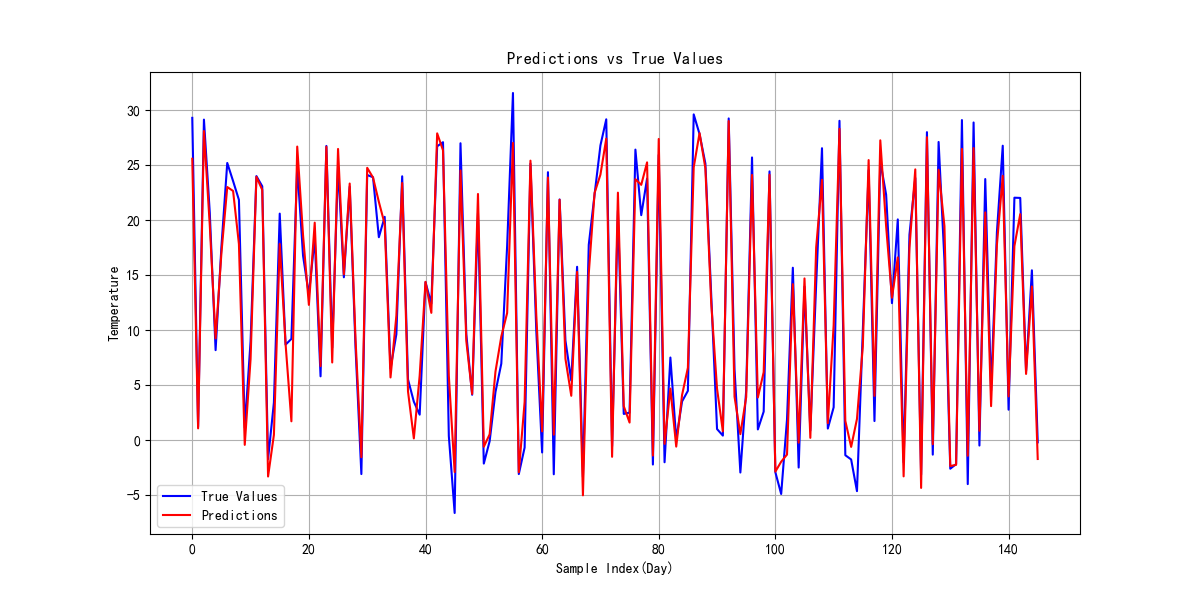 Predictions vs True Values
30
25
20
15
10
5
0
−5
Temperature
True Values
Predictions
0 20 40 60 80 100 120 140
Sample Index(Day)